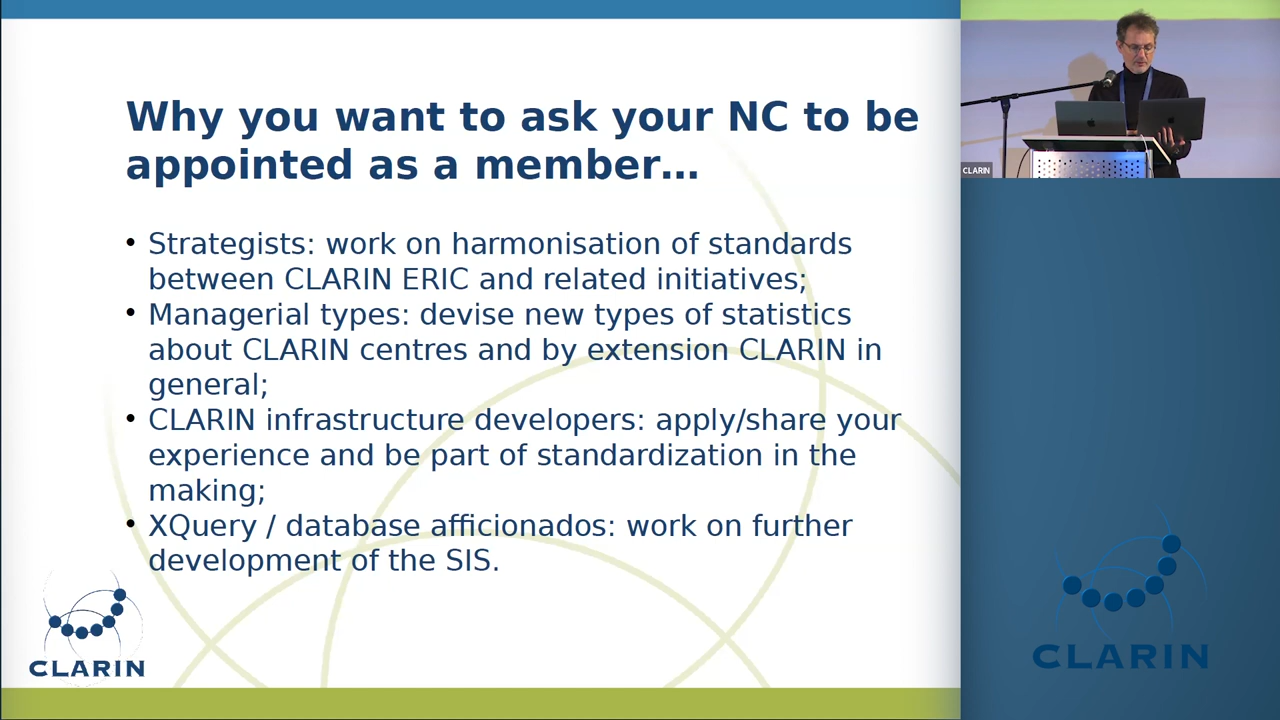 Why you want to ask your NC to be
appointed as a member…
• Strategists: work on harmonisation of standards
between CLARIN ERIC and related initiatives;
• Managerial types: devise new types of statistics
about CLARIN centres and by extension CLARIN in
general;
• CLARIN infrastructure developers: apply/share your
experience and be part of standardization in the
making;
• XQuery / database afficionados: work on further
development of the SIS.
CLARIN
CLARIN
CLARIN